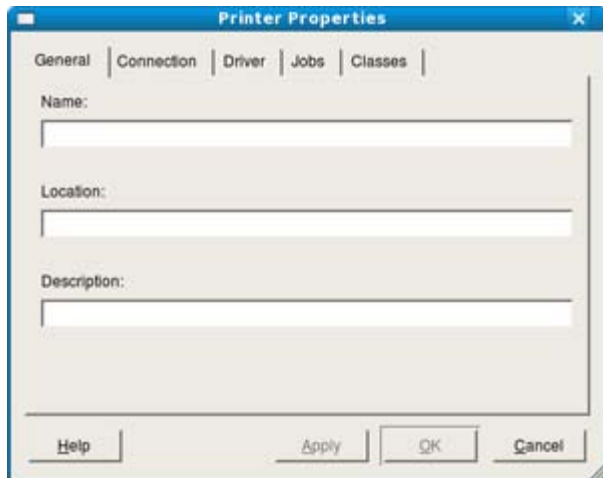 Printer Properties
General Connection Driver Jobs Classes
Name:
Location:
Description:
Help Apply OK Cancel